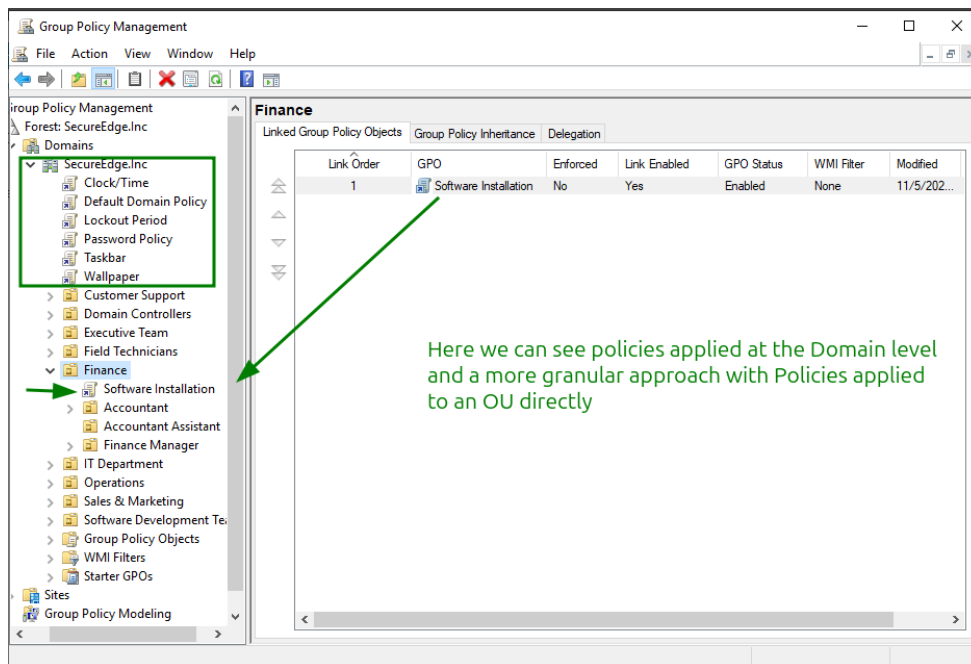 Group Policy Management
File Action View Window Help
Group Policy Management
Forest: SecureEdge.Inc
Domains
SecureEdge.Inc
Clock/Time
Default Domain Policy
Lockout Period
Password Policy
Taskbar
Wallpaper
Customer Support
Domain Controllers
Executive Team
Field Technicians
Finance
Software Installation
Accountant
Accountant Assistant
Finance Manager
IT Department
Operations
Sales & Marketing
Software Development Te
Group Policy Objects
WMI Filters
Starter GPOs
Sites
Group Policy Modeling
Finance
Linked Group Policy Objects Group Policy Inheritance Delegation
Link Order GPO Enforced Link Enabled GPO Status WMI Filter Modified
1 Software Installation No Yes Enabled None 11/5/202...
Here we can see policies applied at the Domain level
and a more granular approach with Policies applied
to an OU directly